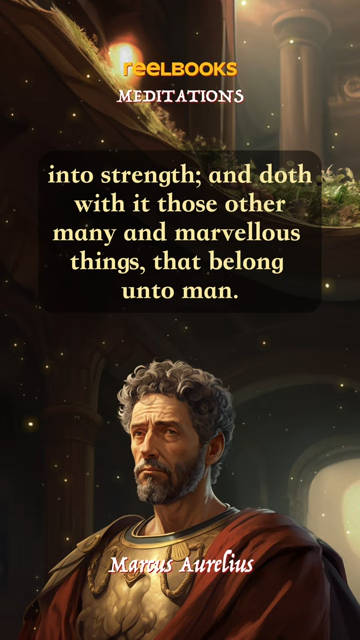 reelbooks
MEDITATIONS
into strength; and doth
with it those other
many and marvellous
things, that belong
unto man.
Marcus Aurelius